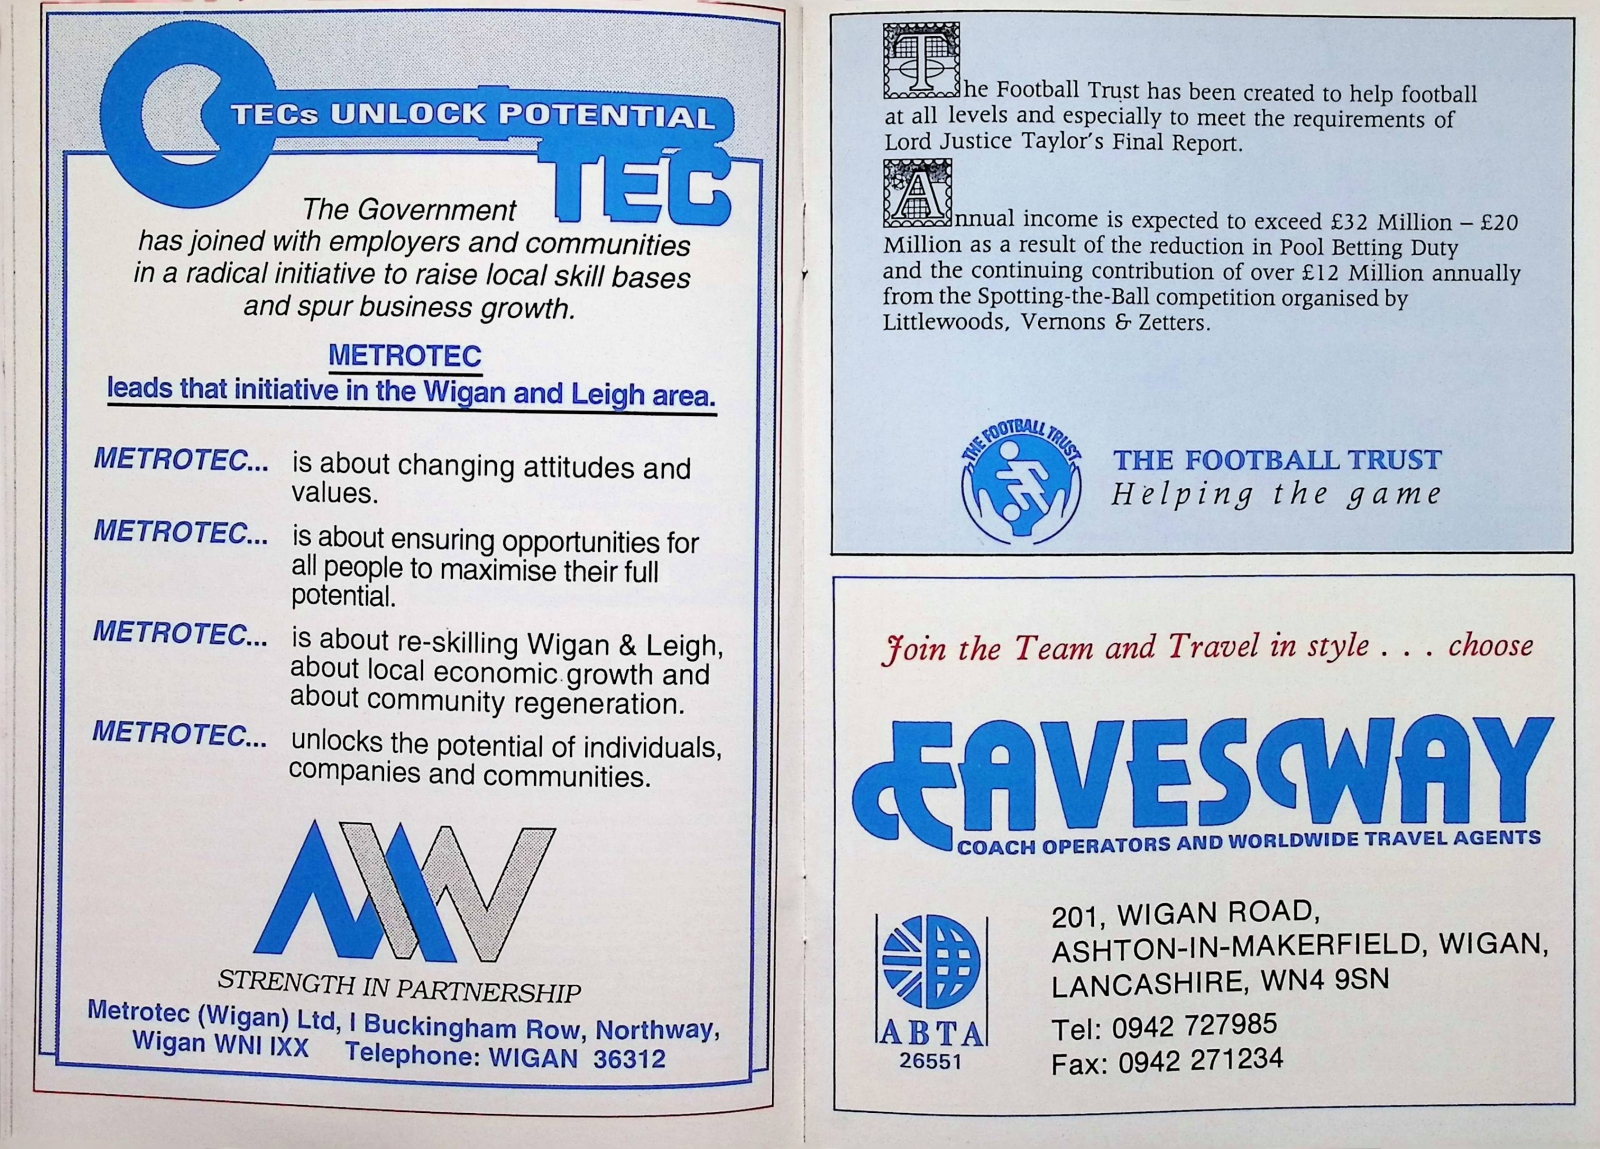 TECs UNLOCK POTENTIAL
TEC
The Government
has joined with employers and communities
in a radical initiative to raise local skill bases
and spur business growth.
METROTEC
leads that initiative in the Wigan and Leigh area.
METROTEC... is about changing attitudes and
values.
METROTEC... is about ensuring opportunities for
all people to maximise their full
potential.
METROTEC... is about re-skilling Wigan & Leigh,
about local economic growth and
about community regeneration.
METROTEC... unlocks the potential of individuals,
companies and communities.
STRENGTH IN PARTNERSHIP
Metrotec (Wigan) Ltd, I Buckingham Row, Northway,
Wigan WNI IXX Telephone: WIGAN 36312
The Football Trust has been created to help football
at all levels and especially to meet the requirements of
Lord Justice Taylor's Final Report.
Annual income is expected to exceed £32 Million – £20
Million as a result of the reduction in Pool Betting Duty
and the continuing contribution of over £12 Million annually
from the Spotting-the-Ball competition organised by
Littlewoods, Vernons & Zetters.
THE FOOTBALL TRUST
THE FOOTBALL TRUST
Helping the game
Join the Team and Travel in style . . . choose
EAVESWAY
COACH OPERATORS AND WORLDWIDE TRAVEL AGENTS
ABTA
26551
201, WIGAN ROAD,
ASHTON-IN-MAKERFIELD, WIGAN,
LANCASHIRE, WN4 9SN
Tel: 0942 727985
Fax: 0942 271234